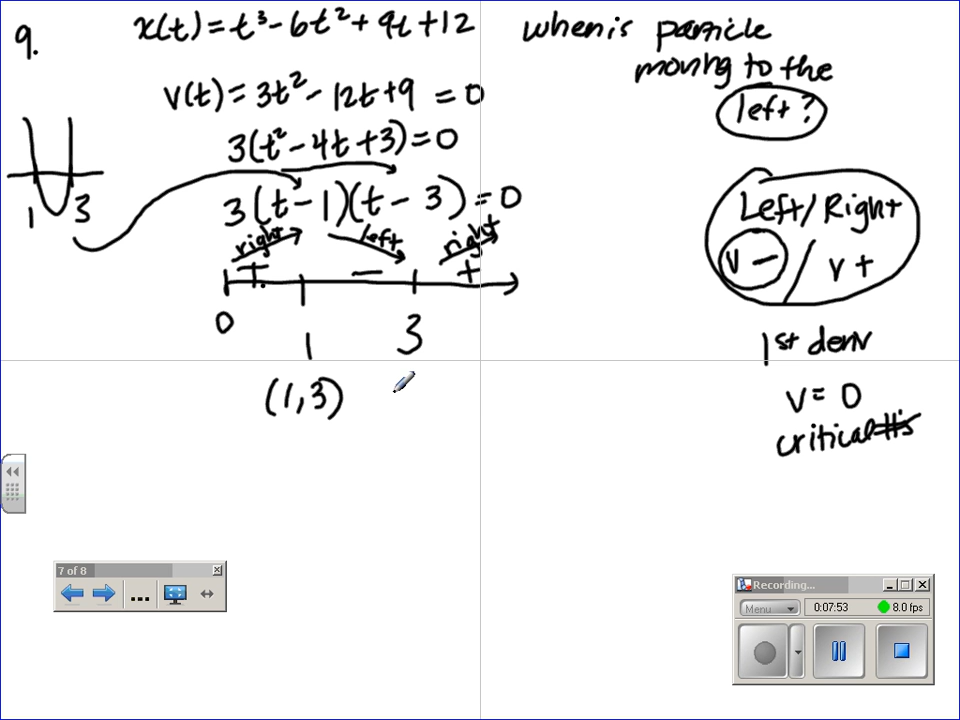 9.
x(t) = t³ - 6t² + 9t + 12
v(t) = 3t² - 12t + 9 = 0
3(t² - 4t + 3) = 0
3(t - 1)(t - 3) = 0
1 3
right left right
+ - +
0 1 3
(1,3)
when is particle
moving to the
left?
Left/Right
v - / v +
1st deriv
v = 0
critical #'s
7 of 8
...
Recording...
Menu 0:07:53 8.0 fps